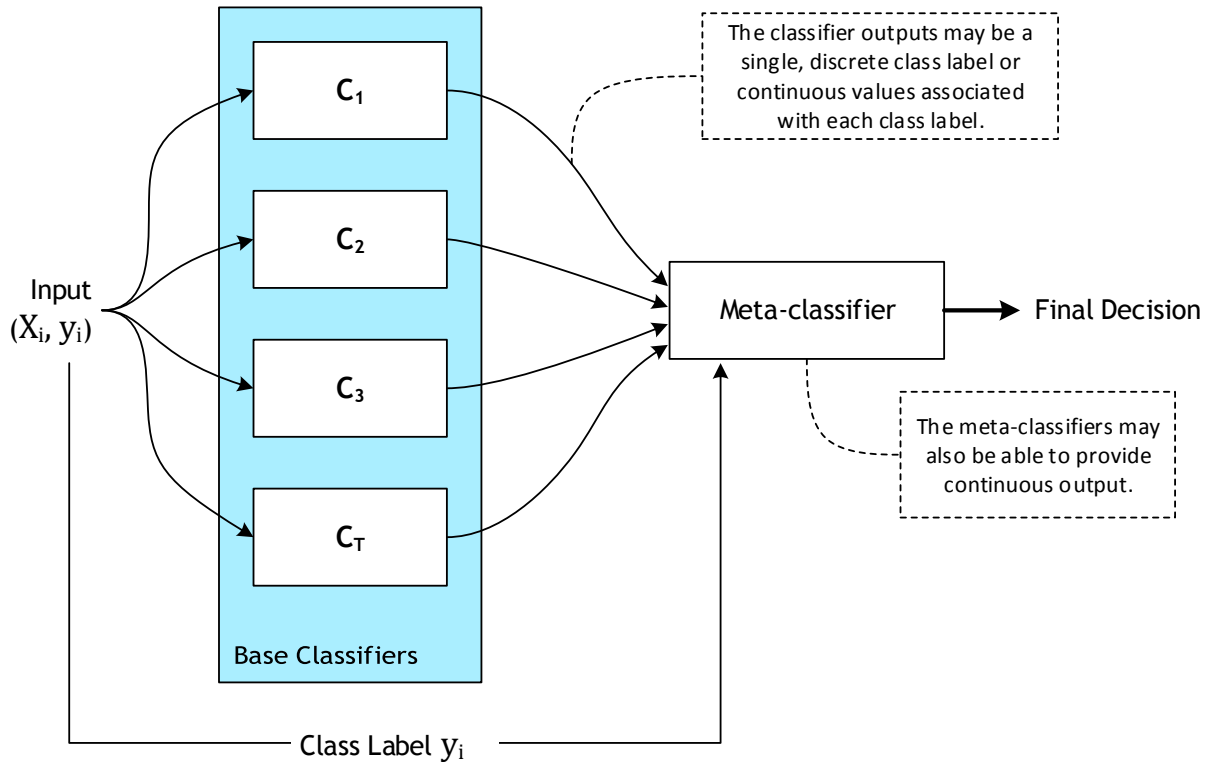 The classifier outputs may be a
single, discrete class label or
continuous values associated
with each class label.
C₁
C₂
Input
(Xᵢ, yᵢ)
Meta-classifier
Final Decision
C₃
The meta-classifiers may
also be able to provide
continuous output.
C_T
Base Classifiers
Class Label yᵢ